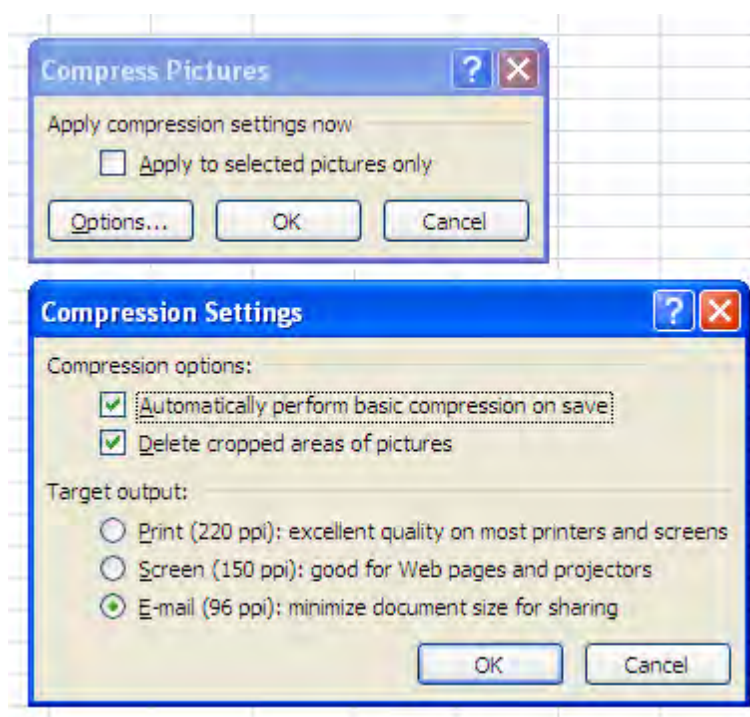 Compress Pictures
Apply compression settings now
Apply to selected pictures only
Options... OK Cancel
Compression Settings
Compression options:
Automatically perform basic compression on save
Delete cropped areas of pictures
Target output:
Print (220 ppi): excellent quality on most printers and screens
Screen (150 ppi): good for Web pages and projectors
E-mail (96 ppi): minimize document size for sharing
OK Cancel